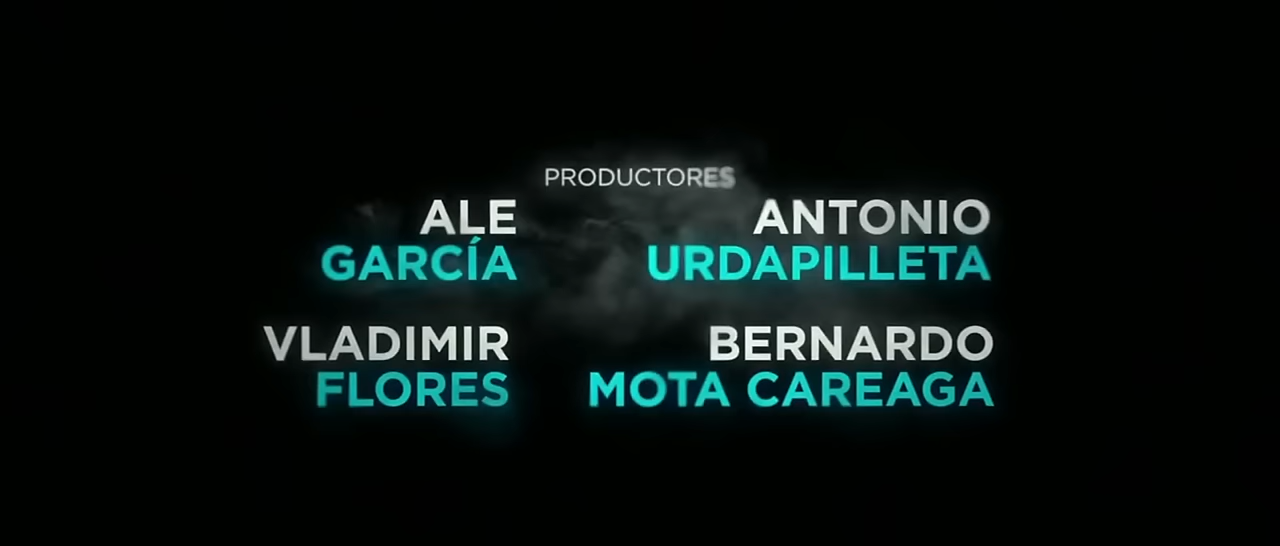 PRODUCTORES
ALE
GARCÍA
ANTONIO
URDAPILLETA
VLADIMIR
FLORES
BERNARDO
MOTA CAREAGA